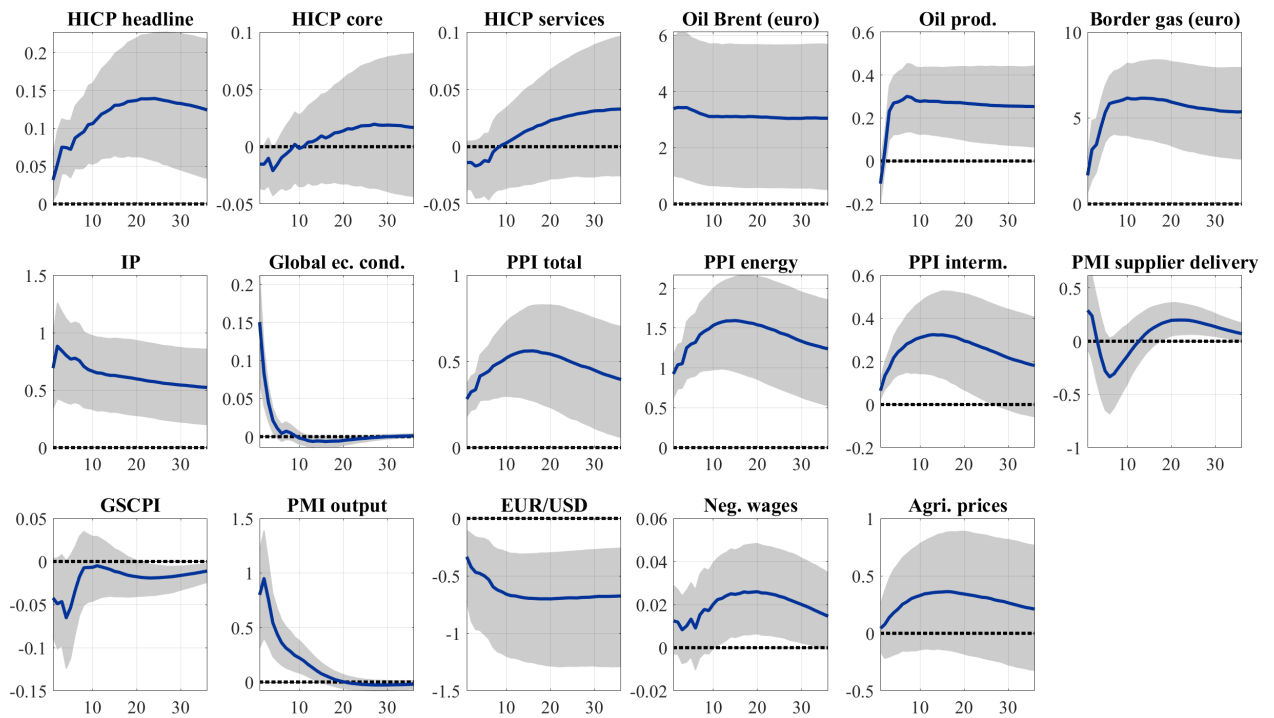 HICP headline HICP core HICP services Oil Brent (euro) Oil prod. Border gas (euro)
0.2 0.1 0.1 6 0.6 10
0.15 0.05 0.05 4 0.4
0.1 0.2 5
0.05 0 0 2 0
0 -0.05 -0.05 0 -0.2 0
10 20 30 10 20 30 10 20 30 10 20 30 10 20 30 10 20 30
IP Global ec. cond. PPI total PPI energy PPI interm. PMI supplier delivery
1.5 0.2 1 2 0.6 0.5
1 0.15 1.5 0.4 0
0.1 0.5 1 0.2
0.5 0.05 0.5 0 -0.5
0 0 0 0 -0.2 -1
10 20 30 10 20 30 10 20 30 10 20 30 10 20 30 10 20 30
GSCPI PMI output EUR/USD Neg. wages Agri. prices
0.05 1.5 0 0.06 1
0 1 -0.5 0.04 0.5
-0.05 0.5 0.02
-0.1 -1 0 0
-0.15 0 -1.5 -0.02 -0.5
10 20 30 10 20 30 10 20 30 10 20 30 10 20 30